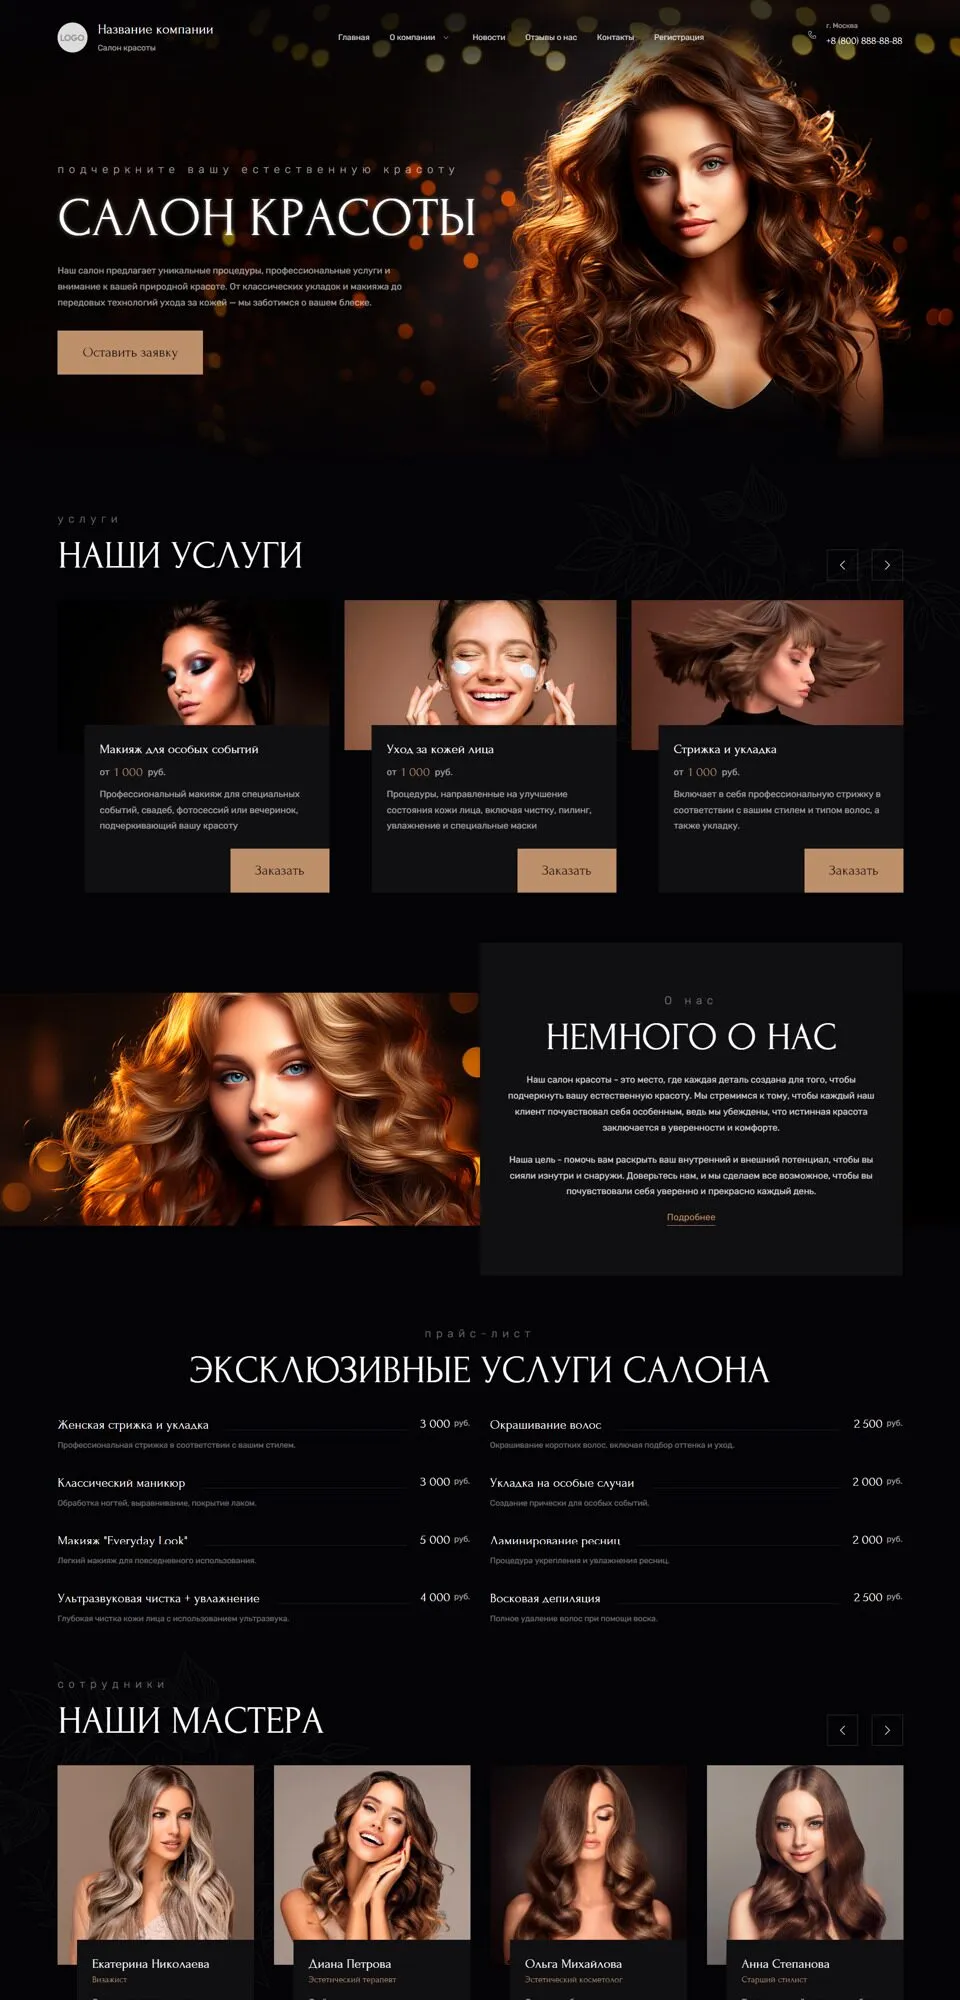 LOGO
Название компании
Салон красоты
Главная
О компании
Новости
Отзывы о нас
Контакты
Регистрация
г. Москва
+8 (800) 888-88-88
подчеркните вашу естественную красоту
САЛОН КРАСОТЫ
Наш салон предлагает уникальные процедуры, профессиональные услуги и
внимание к вашей природной красоте. От классических укладок и макияжа до
передовых технологий ухода за кожей — мы заботимся о вашем блеске.
Оставить заявку
услуги
НАШИ УСЛУГИ
Макияж для особых событий
от 1 000 руб.
Профессиональный макияж для специальных
событий, свадеб, фотосессий или вечеринок,
подчеркивающий вашу красоту
Заказать
Уход за кожей лица
от 1 000 руб.
Процедуры, направленные на улучшение
состояния кожи лица, включая чистку, пилинг,
увлажнение и специальные маски
Заказать
Стрижка и укладка
от 1 000 руб.
Включает в себя профессиональную стрижку в
соответствии с вашим стилем и типом волос, а
также укладку.
Заказать
О нас
НЕМНОГО О НАС
Наш салон красоты – это место, где каждая деталь создана для того, чтобы
подчеркнуть вашу естественную красоту. Мы стремимся к тому, чтобы каждый наш
клиент почувствовал себя особенным, ведь мы убеждены, что истинная красота
заключается в уверенности и комфорте.
Наша цель – помочь вам раскрыть ваш внутренний и внешний потенциал, чтобы вы
сияли изнутри и снаружи. Доверьтесь нам, и мы сделаем все возможное, чтобы вы
почувствовали себя уверенно и прекрасно каждый день.
Подробнее
прайс-лист
ЭКСКЛЮЗИВНЫЕ УСЛУГИ САЛОНА
Женская стрижка и укладка 3 000 руб.
Профессиональная стрижка в соответствии с вашим стилем.
Окрашивание волос 2 500 руб.
Окрашивание коротких волос, включая подбор оттенка и уход.
Классический маникюр 3 000 руб.
Обработка ногтей, выравнивание, покрытие лаком.
Укладка на особые случаи 2 000 руб.
Создание прически для особых событий.
Макияж "Everyday Look" 5 000 руб.
Легкий макияж для повседневного использования.
Ламинирование ресниц 2 000 руб.
Процедура укрепления и увлажнения ресниц.
Ультразвуковая чистка + увлажнение 4 000 руб.
Глубокая чистка кожи лица с использованием ультразвука.
Восковая депиляция 2 500 руб.
Полное удаление волос при помощи воска.
сотрудники
НАШИ МАСТЕРА
Екатерина Николаева
Визажист
Диана Петрова
Эстетический терапевт
Ольга Михайлова
Эстетический косметолог
Анна Степанова
Старший стилист